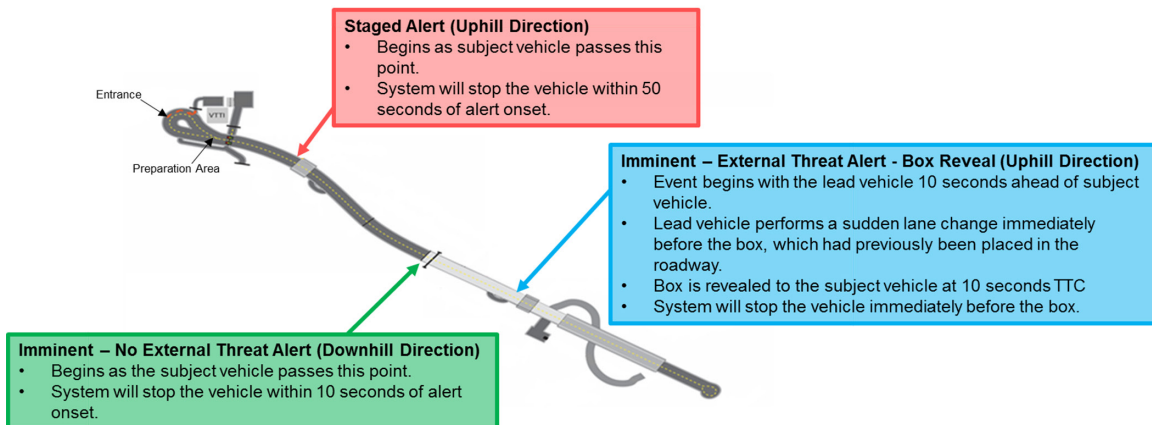 Staged Alert (Uphill Direction)
• Begins as subject vehicle passes this
point.
• System will stop the vehicle within 50
seconds of alert onset.
Entrance
VTTI
Preparation Area
Imminent – External Threat Alert - Box Reveal (Uphill Direction)
• Event begins with the lead vehicle 10 seconds ahead of subject
vehicle.
• Lead vehicle performs a sudden lane change immediately
before the box, which had previously been placed in the
roadway.
• Box is revealed to the subject vehicle at 10 seconds TTC
• System will stop the vehicle immediately before the box.
Imminent – No External Threat Alert (Downhill Direction)
• Begins as the subject vehicle passes this point.
• System will stop the vehicle within 10 seconds of alert
onset.